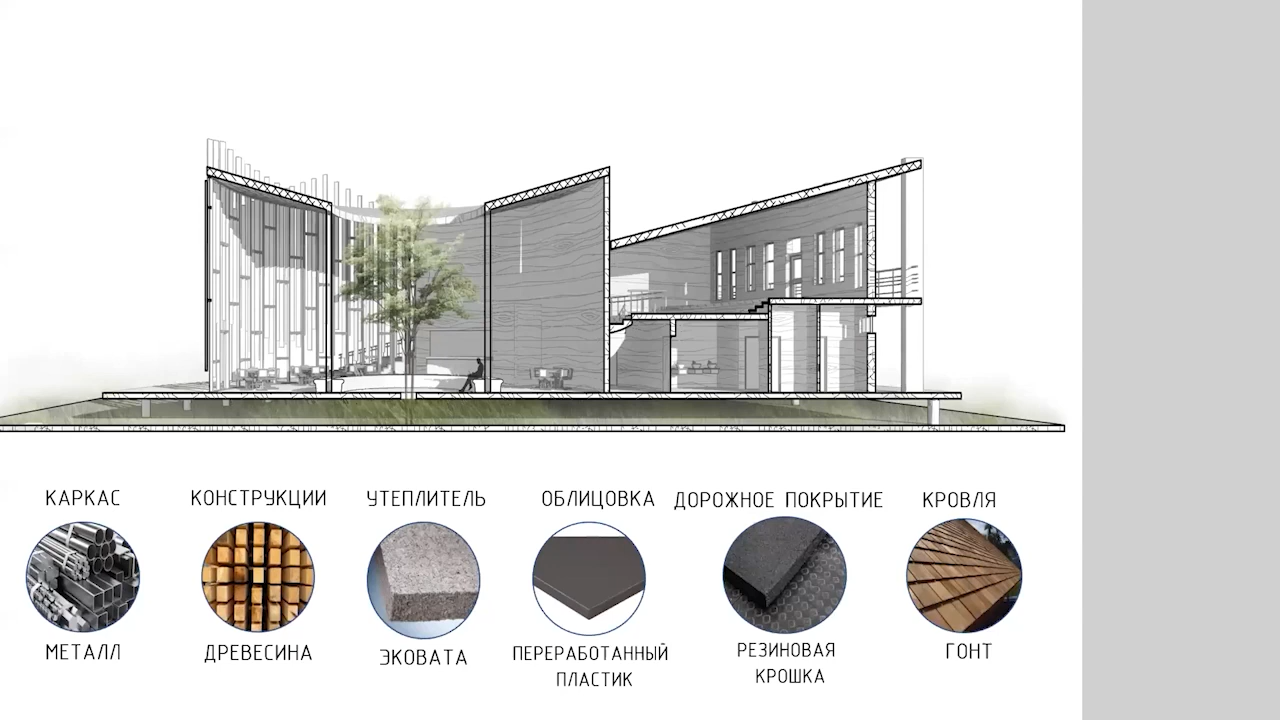 КАРКАС
КОНСТРУКЦИИ
УТЕПЛИТЕЛЬ
ОБЛИЦОВКА
ДОРОЖНОЕ ПОКРЫТИЕ
КРОВЛЯ
МЕТАЛЛ
ДРЕВЕСИНА
ЭКОВАТА
ПЕРЕРАБОТАННЫЙ
ПЛАСТИК
РЕЗИНОВАЯ
КРОШКА
ГОНТ